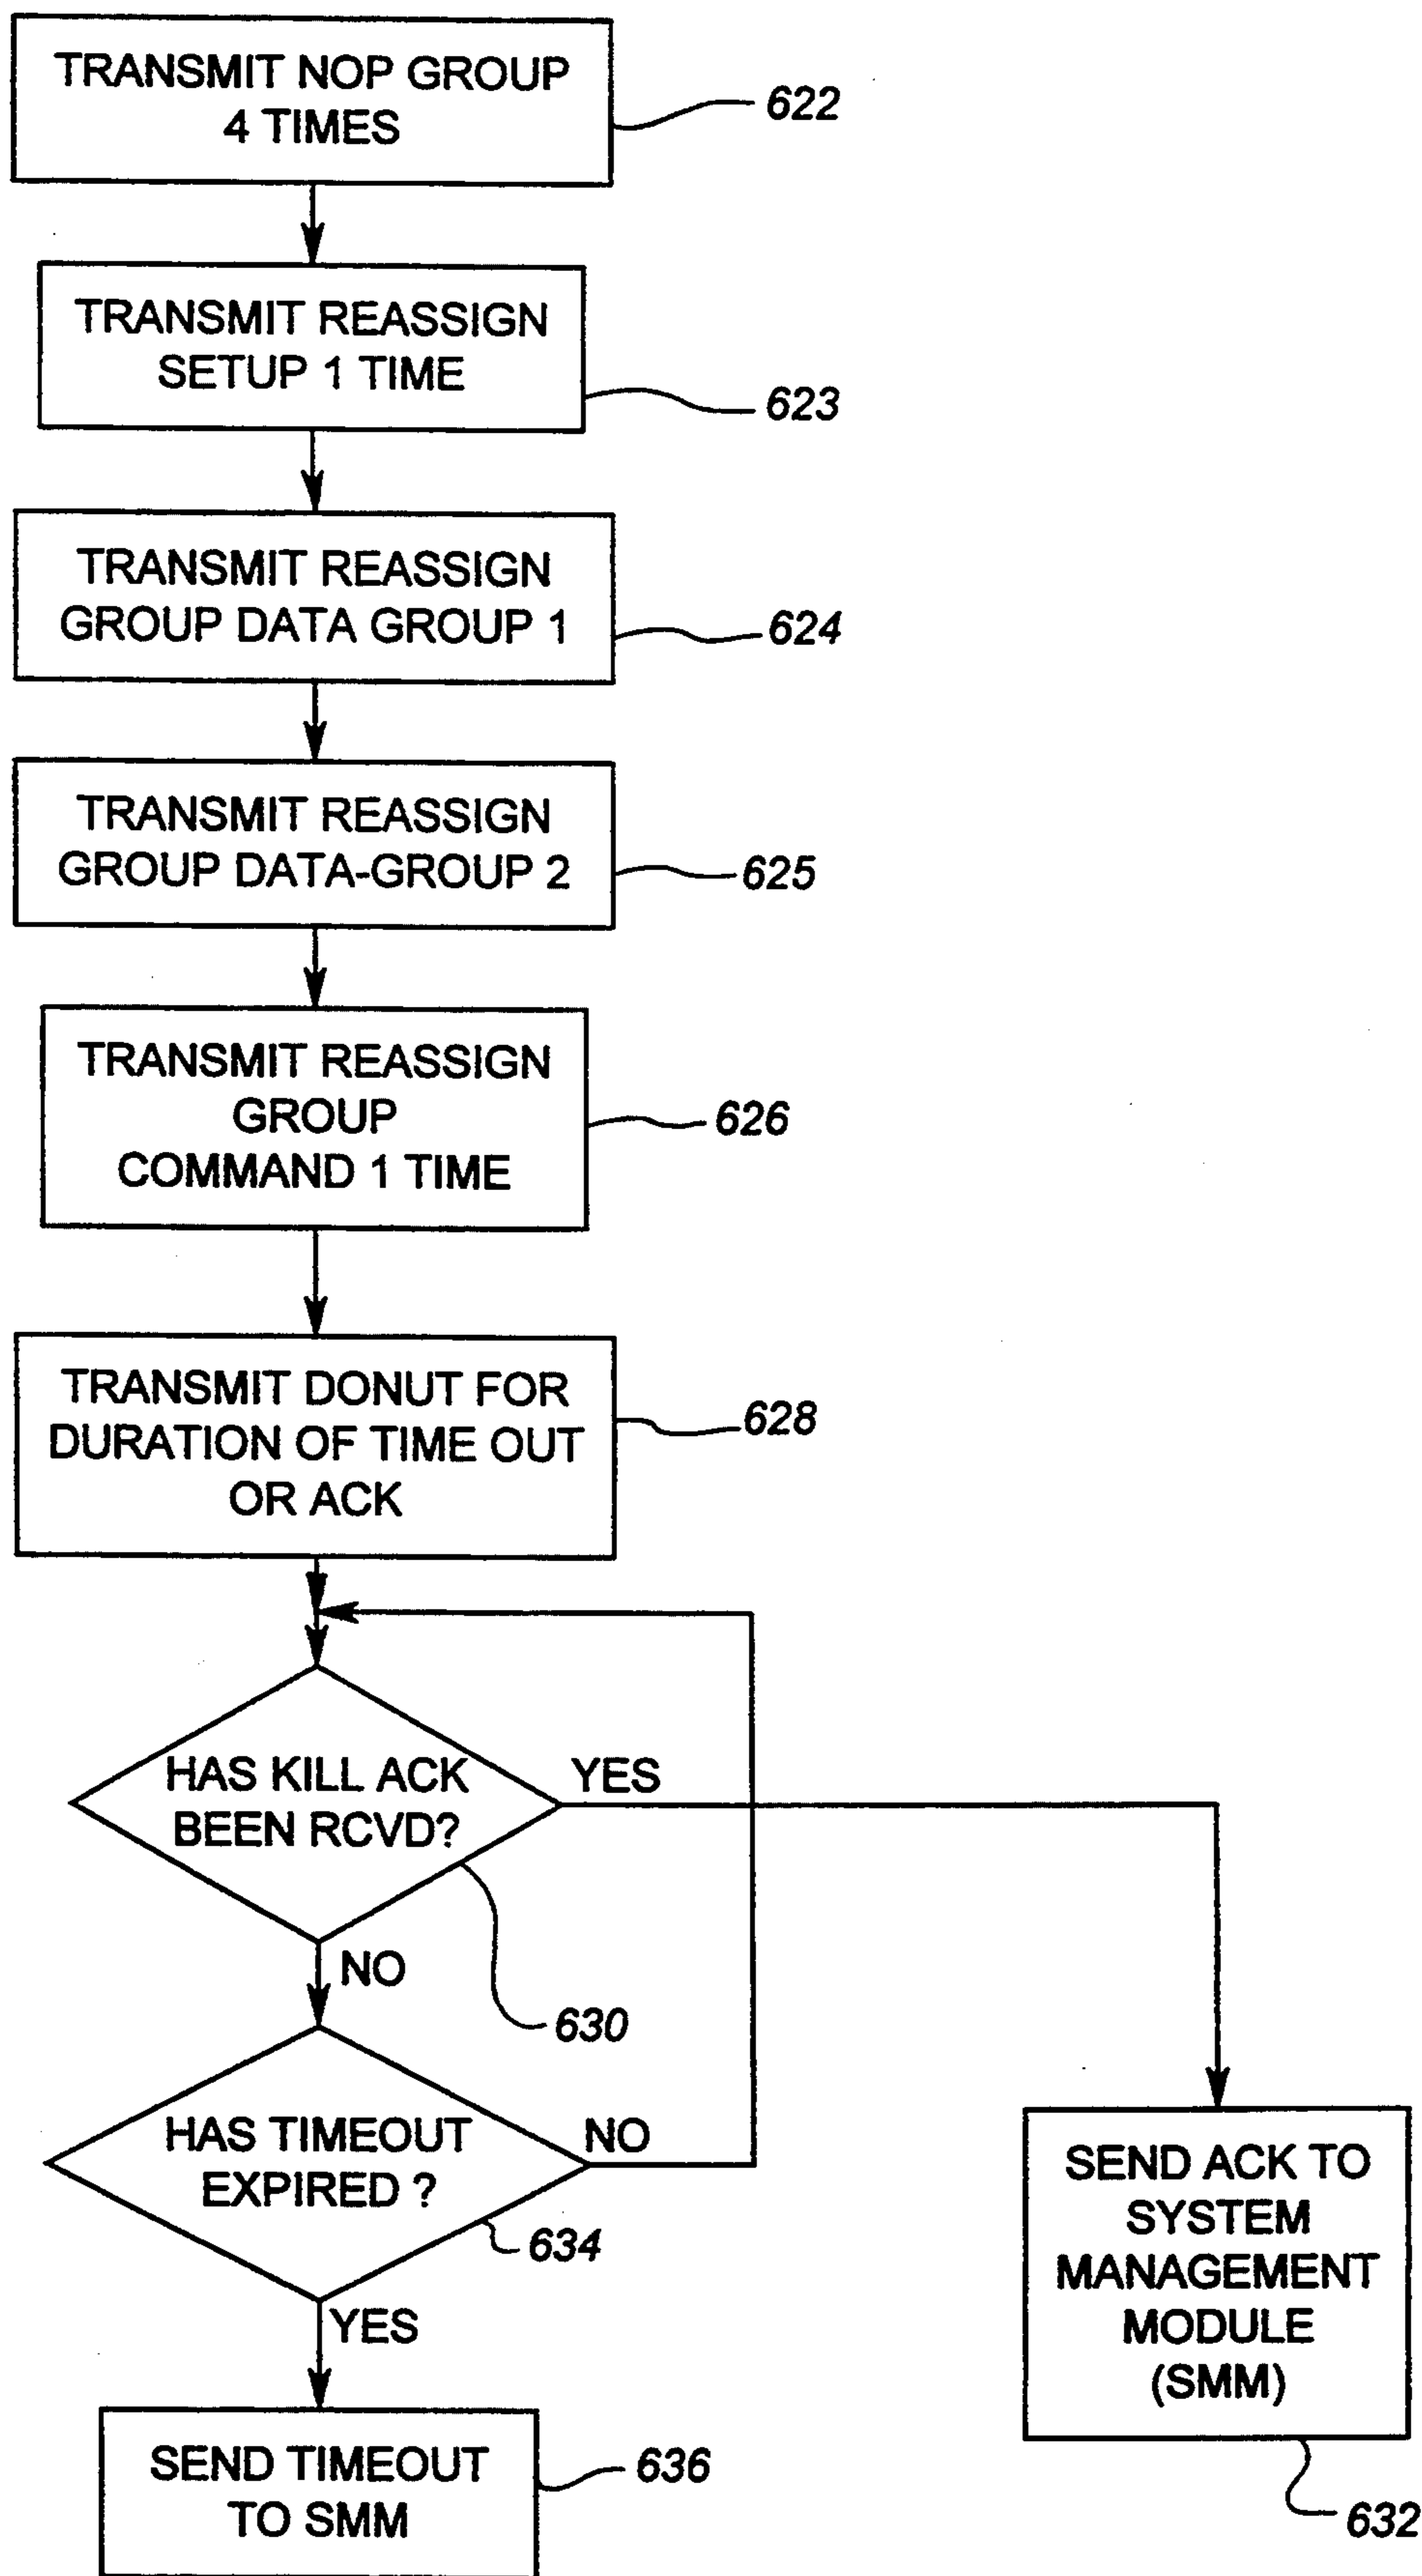 TRANSMIT NOP GROUP
4 TIMES
622
TRANSMIT REASSIGN
SETUP 1 TIME
623
TRANSMIT REASSIGN
GROUP DATA GROUP 1
624
TRANSMIT REASSIGN
GROUP DATA-GROUP 2
625
TRANSMIT REASSIGN
GROUP
COMMAND 1 TIME
626
TRANSMIT DONUT FOR
DURATION OF TIME OUT
OR ACK
628
HAS KILL ACK
BEEN RCVD?
YES
NO
630
HAS TIMEOUT
EXPIRED ?
NO
634
YES
SEND ACK TO
SYSTEM
MANAGEMENT
MODULE
(SMM)
632
SEND TIMEOUT
TO SMM
636